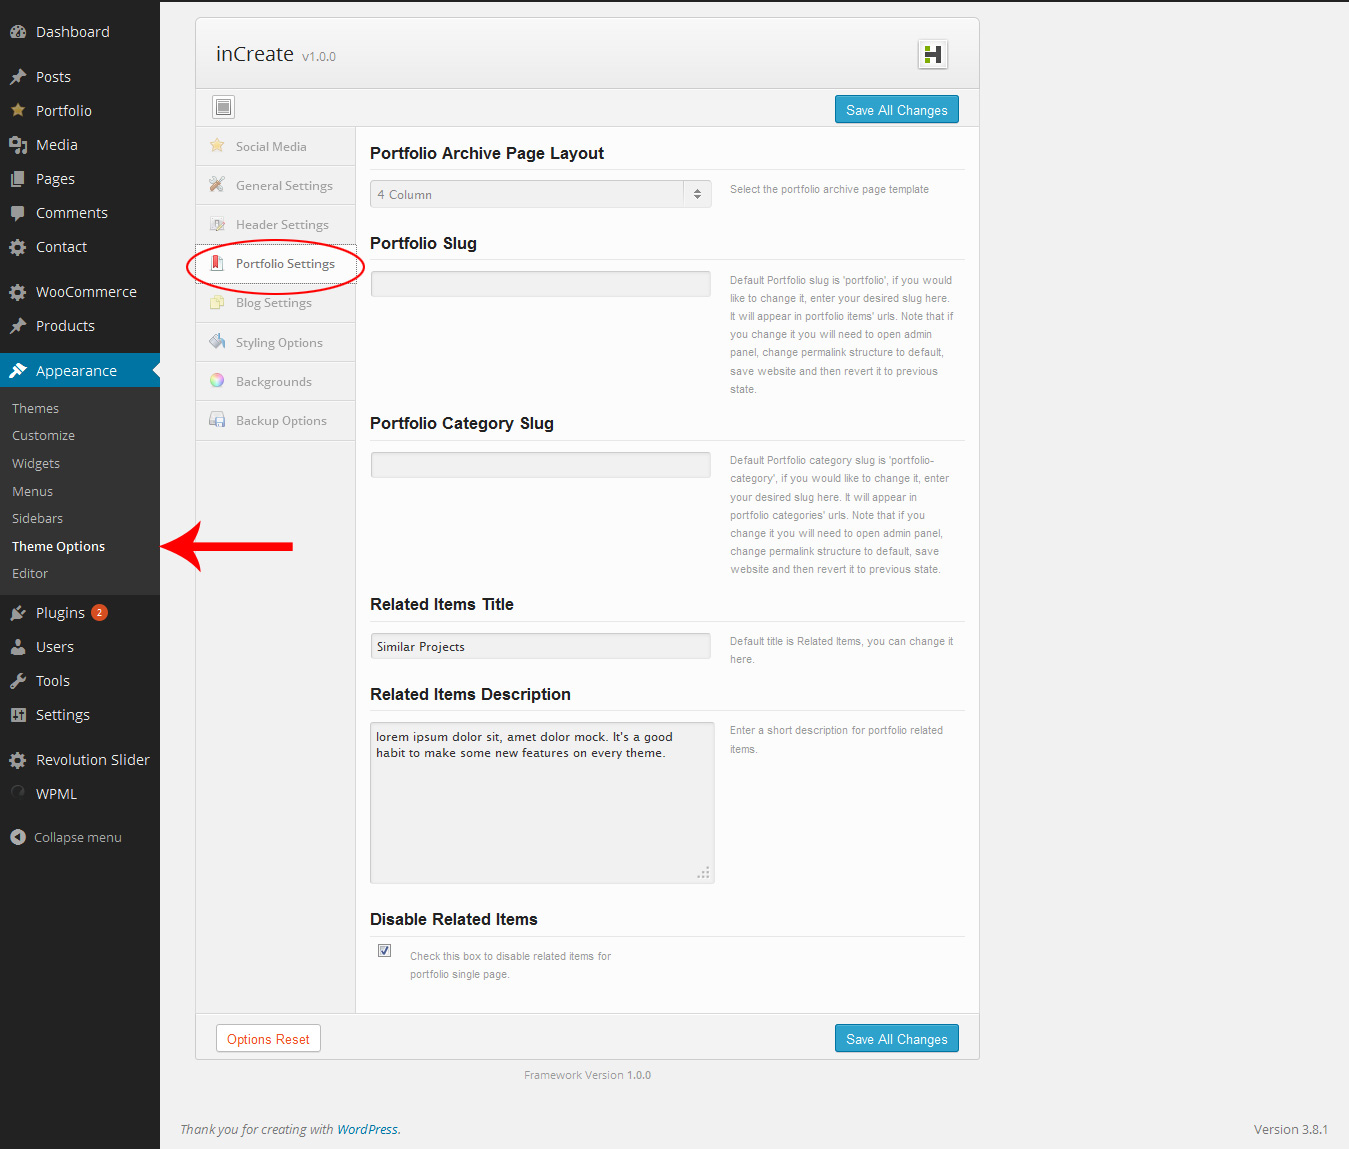 Dashboard
Posts
Portfolio
Media
Pages
Comments
Contact
WooCommerce
Products
Appearance
Themes
Customize
Widgets
Menus
Sidebars
Theme Options
Editor
Plugins 2
Users
Tools
Settings
Revolution Slider
WPML
Collapse menu
inCreate v1.0.0
Save All Changes
Social Media
General Settings
Header Settings
Portfolio Settings
Blog Settings
Styling Options
Backgrounds
Backup Options
Portfolio Archive Page Layout
4 Column
Select the portfolio archive page template
Portfolio Slug
Default Portfolio slug is 'portfolio', if you would
like to change it, enter your desired slug here.
It will appear in portfolio items' urls. Note that if
you change it you will need to open admin
panel, change permalink structure to default,
save website and then revert it to previous
state.
Portfolio Category Slug
Default Portfolio category slug is 'portfolio-
category', if you would like to change it, enter
your desired slug here. It will appear in
portfolio categories' urls. Note that if you
change it you will need to open admin panel,
change permalink structure to default, save
website and then revert it to previous state.
Related Items Title
Similar Projects
Default title is Related Items, you can change it
here.
Related Items Description
lorem ipsum dolor sit, amet dolor mock. It's a good
habit to make some new features on every theme.
Enter a short description for portfolio related
items.
Disable Related Items
Check this box to disable related items for
portfolio single page.
Options Reset
Save All Changes
Framework Version 1.0.0
Thank you for creating with WordPress.
Version 3.8.1